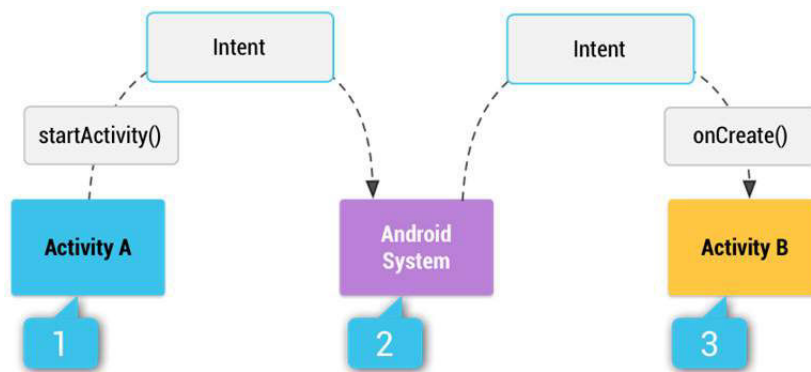 Intent
Intent
startActivity()
onCreate()
Activity A
Android
System
Activity B
1
2
3